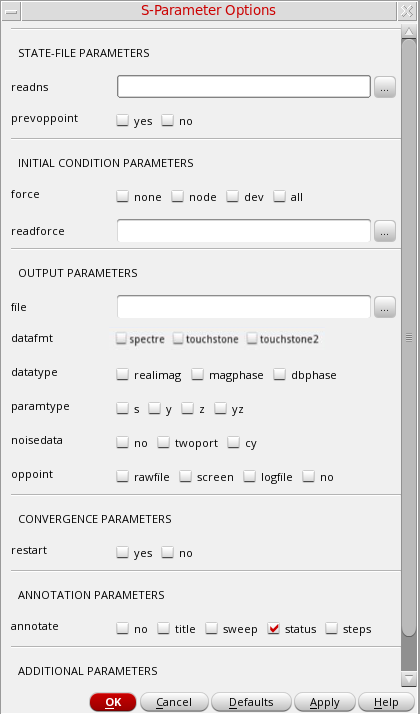 S-Parameter Options
STATE-FILE PARAMETERS
readns ...
prevoppoint yes no
INITIAL CONDITION PARAMETERS
force none node dev all
readforce ...
OUTPUT PARAMETERS
file ...
datafmt spectre touchstone touchstone2
datatype realimag magphase dbphase
paramtype s y z yz
noisedata no twoport cy
oppoint rawfile screen logfile no
CONVERGENCE PARAMETERS
restart yes no
ANNOTATION PARAMETERS
annotate no title sweep status steps
ADDITIONAL PARAMETERS
OK Cancel Defaults Apply Help